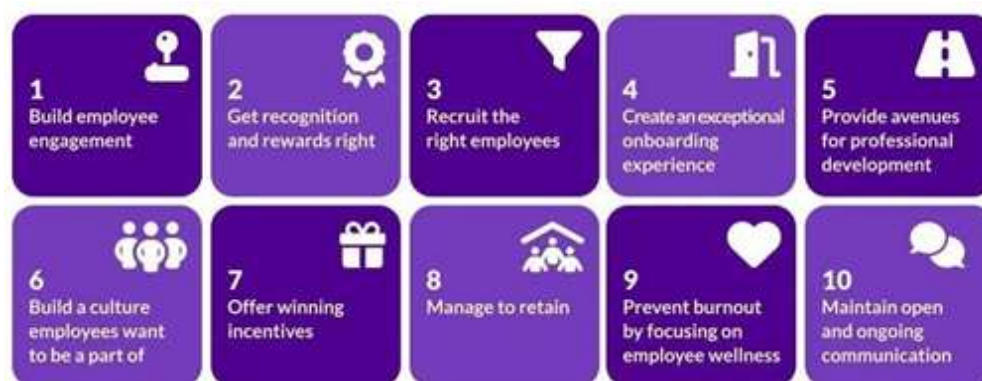 1
Build employee
engagement
2
Get recognition
and rewards right
3
Recruit the
right employees
4
Create an exceptional
onboarding
experience
5
Provide avenues
for professional
development
6
Build a culture
employees want
to be a part of
7
Offer winning
incentives
8
Manage to retain
9
Prevent burnout
by focusing on
employee wellness
10
Maintain open
and ongoing
communication